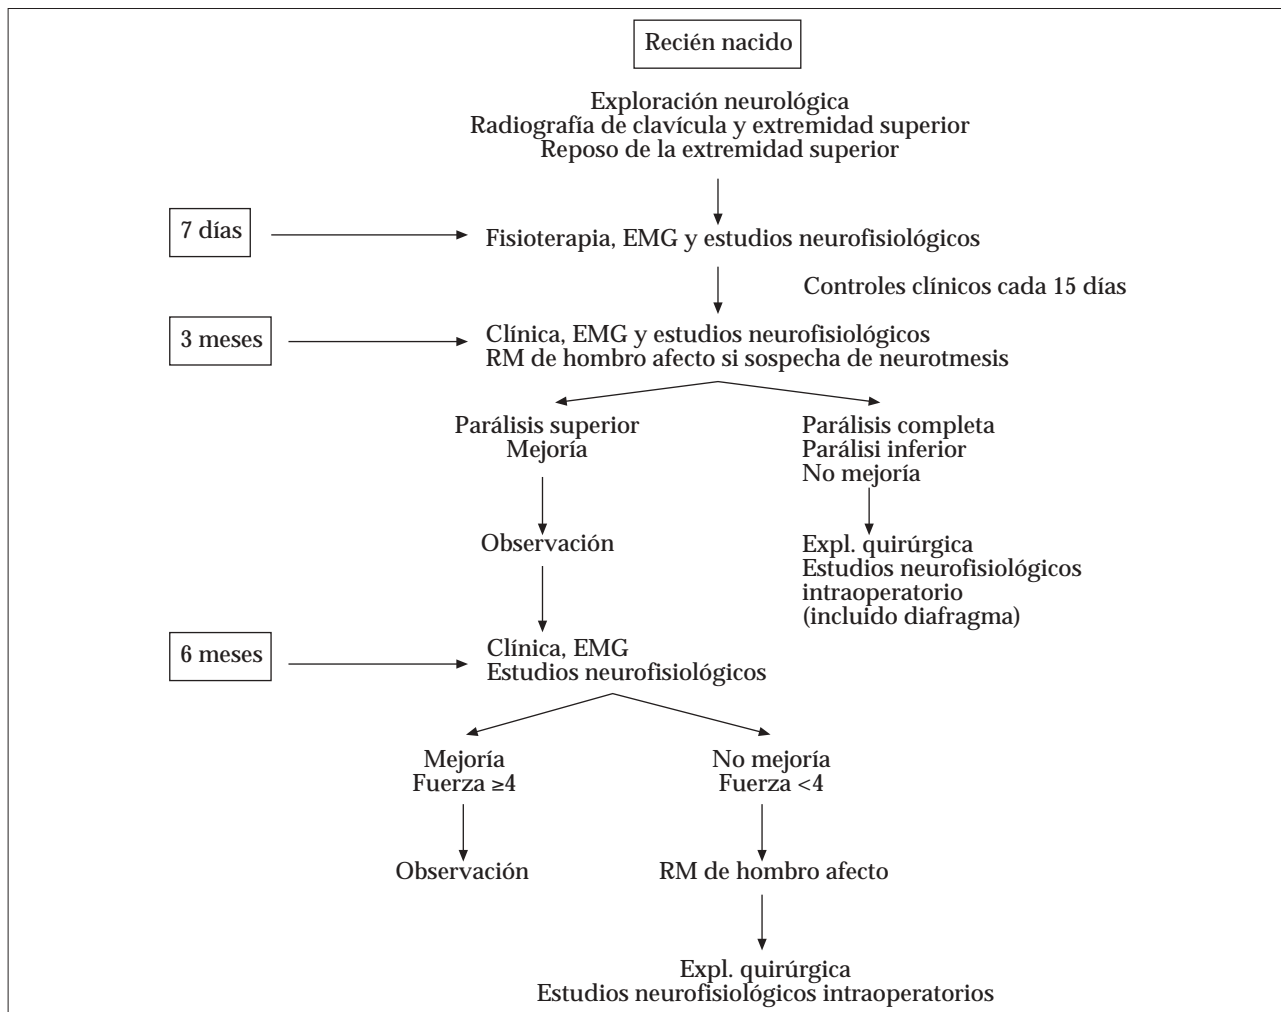 Recién nacido
Exploración neurológica
Radiografía de clavícula y extremidad superior
Reposo de la extremidad superior
7 días
Fisioterapia, EMG y estudios neurofisiológicos
Controles clínicos cada 15 días
3 meses
Clínica, EMG y estudios neurofisiológicos
RM de hombro afecto si sospecha de neurotmesis
Parálisis superior
Mejoría
Parálisis completa
Parálisi inferior
No mejoría
Observación
Expl. quirúrgica
Estudios neurofisiológicos
intraoperatorio
(incluido diafragma)
6 meses
Clínica, EMG
Estudios neurofisiológicos
Mejoría
Fuerza ≥4
No mejoría
Fuerza <4
Observación
RM de hombro afecto
Expl. quirúrgica
Estudios neurofisiológicos intraoperatorios